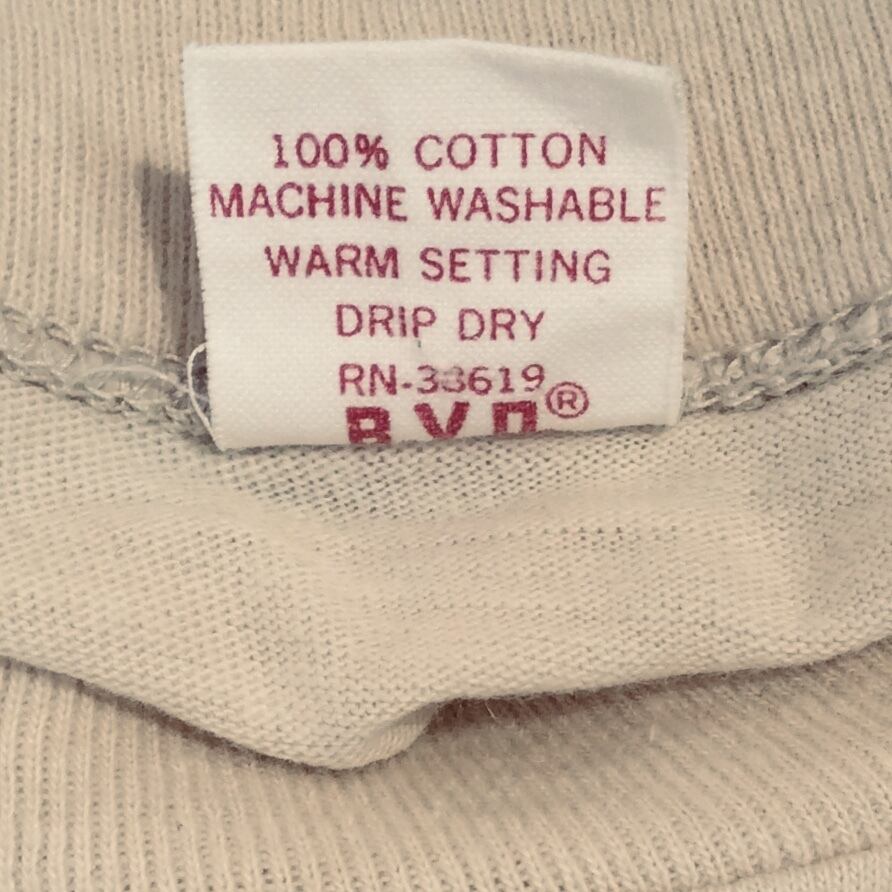 100% COTTON
MACHINE WASHABLE
WARM SETTING
DRIP DRY
RN-33619
BVD®